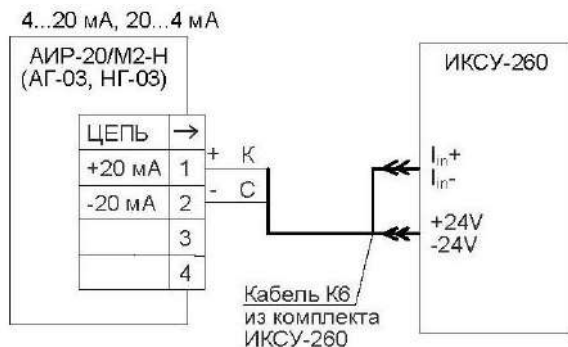 4...20 мА, 20...4 мА
АИР-20/М2-Н
(АГ-03, НГ-03)
ИКСУ-260
ЦЕПЬ →
+20 мА 1 + К
-20 мА 2 - С
3
4
Iin+
Iin-
+24V
-24V
Кабель К6
из комплекта
ИКСУ-260